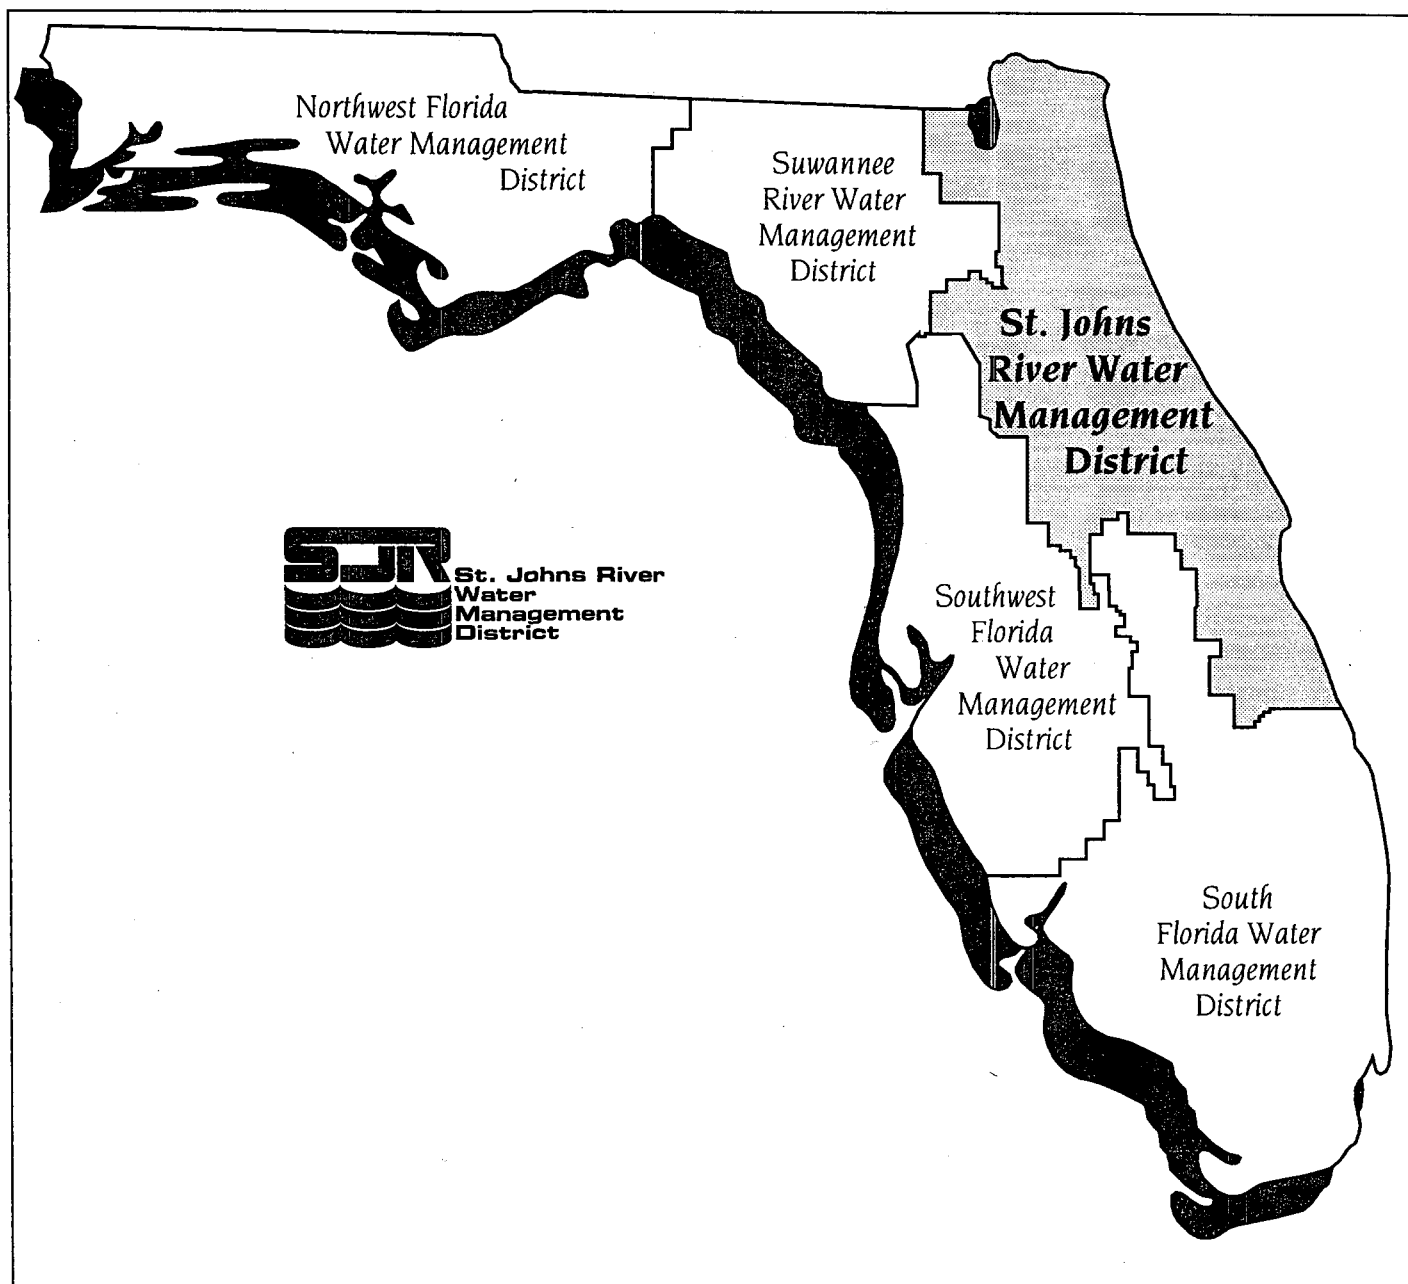 Northwest Florida
Water Management
District
Suwannee
River Water
Management
District
St. Johns
River Water
Management
District
SJR
St. Johns River
Water
Management
District
Southwest
Florida
Water
Management
District
South
Florida Water
Management
District